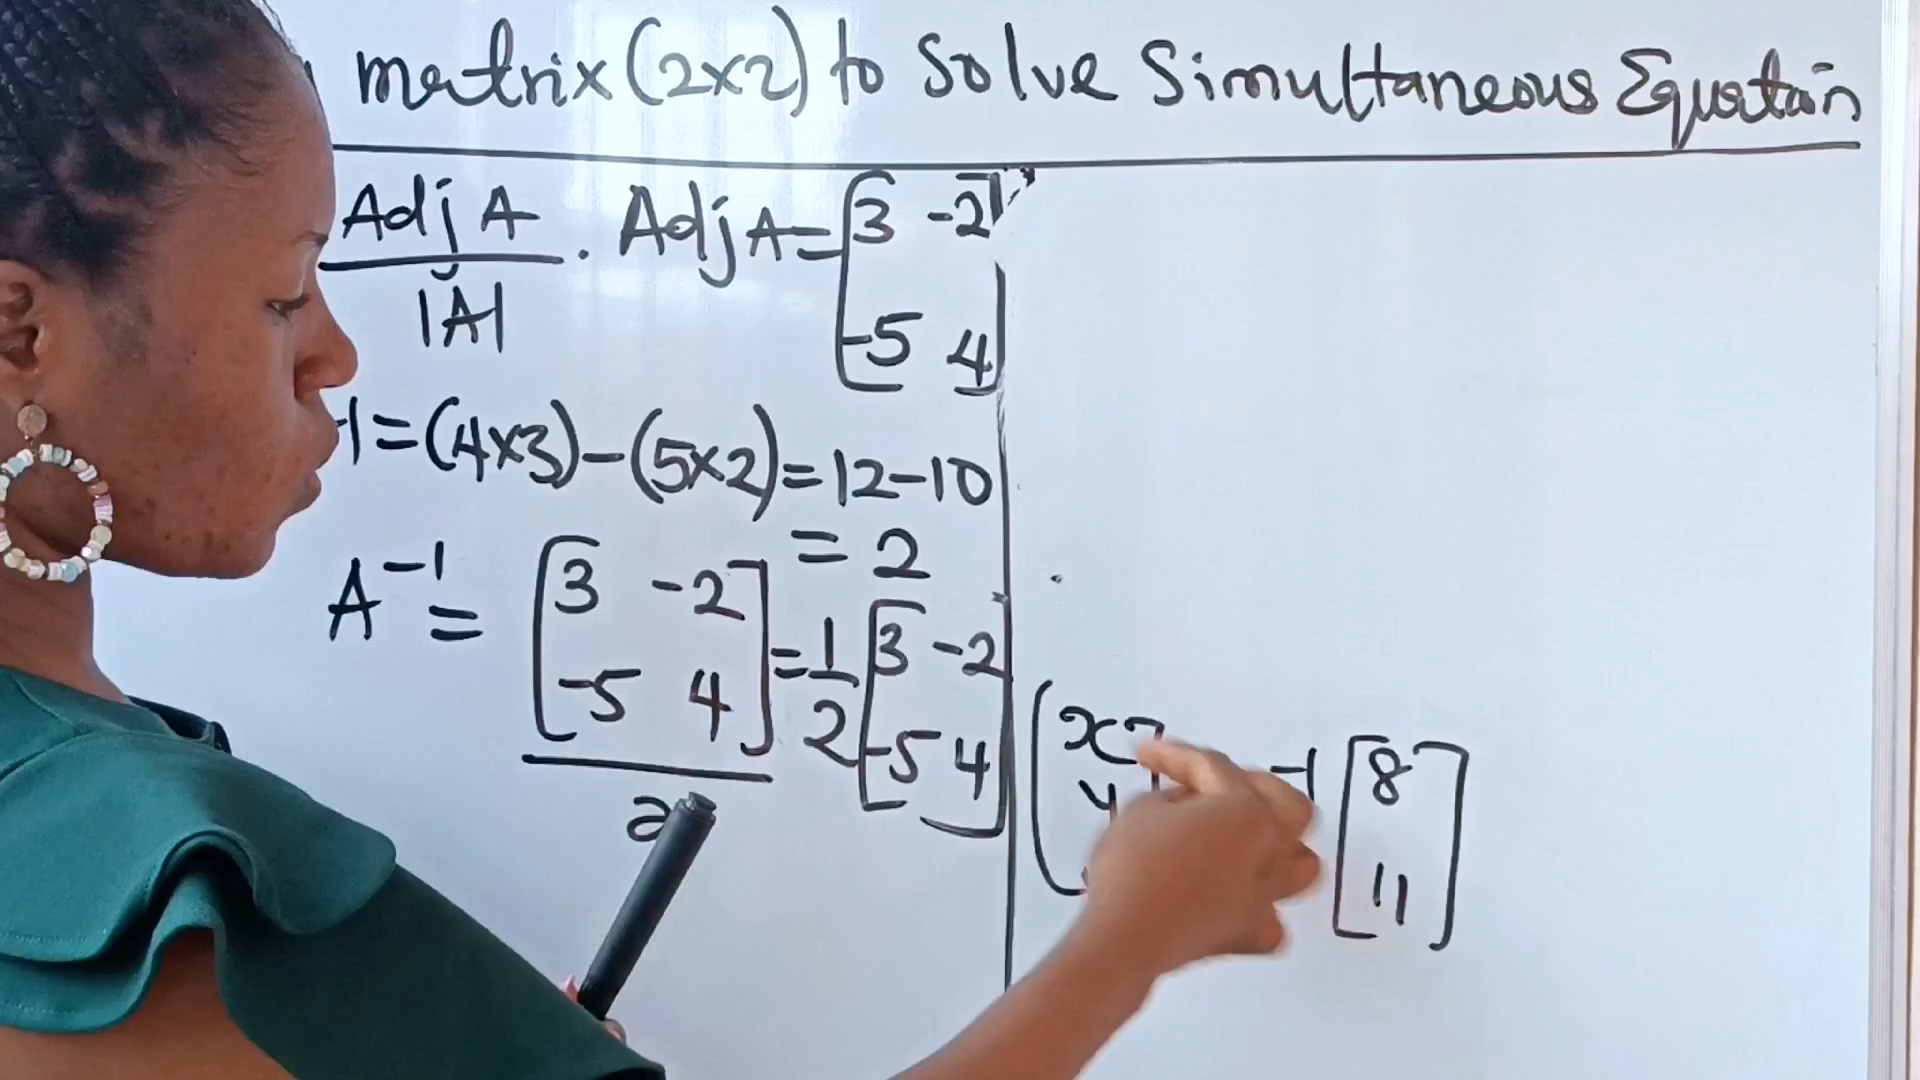 matrix (2x2) to Solve Simultaneous Equation
Adj A
|A|
. Adj A = [3 -2
-5 4]
= (4x3) - (5x2) = 12-10
= 2
A⁻¹ = [3 -2
-5 4]
2
= 1/2 [3 -2
-5 4]
[x
y]
-1 [8
11]